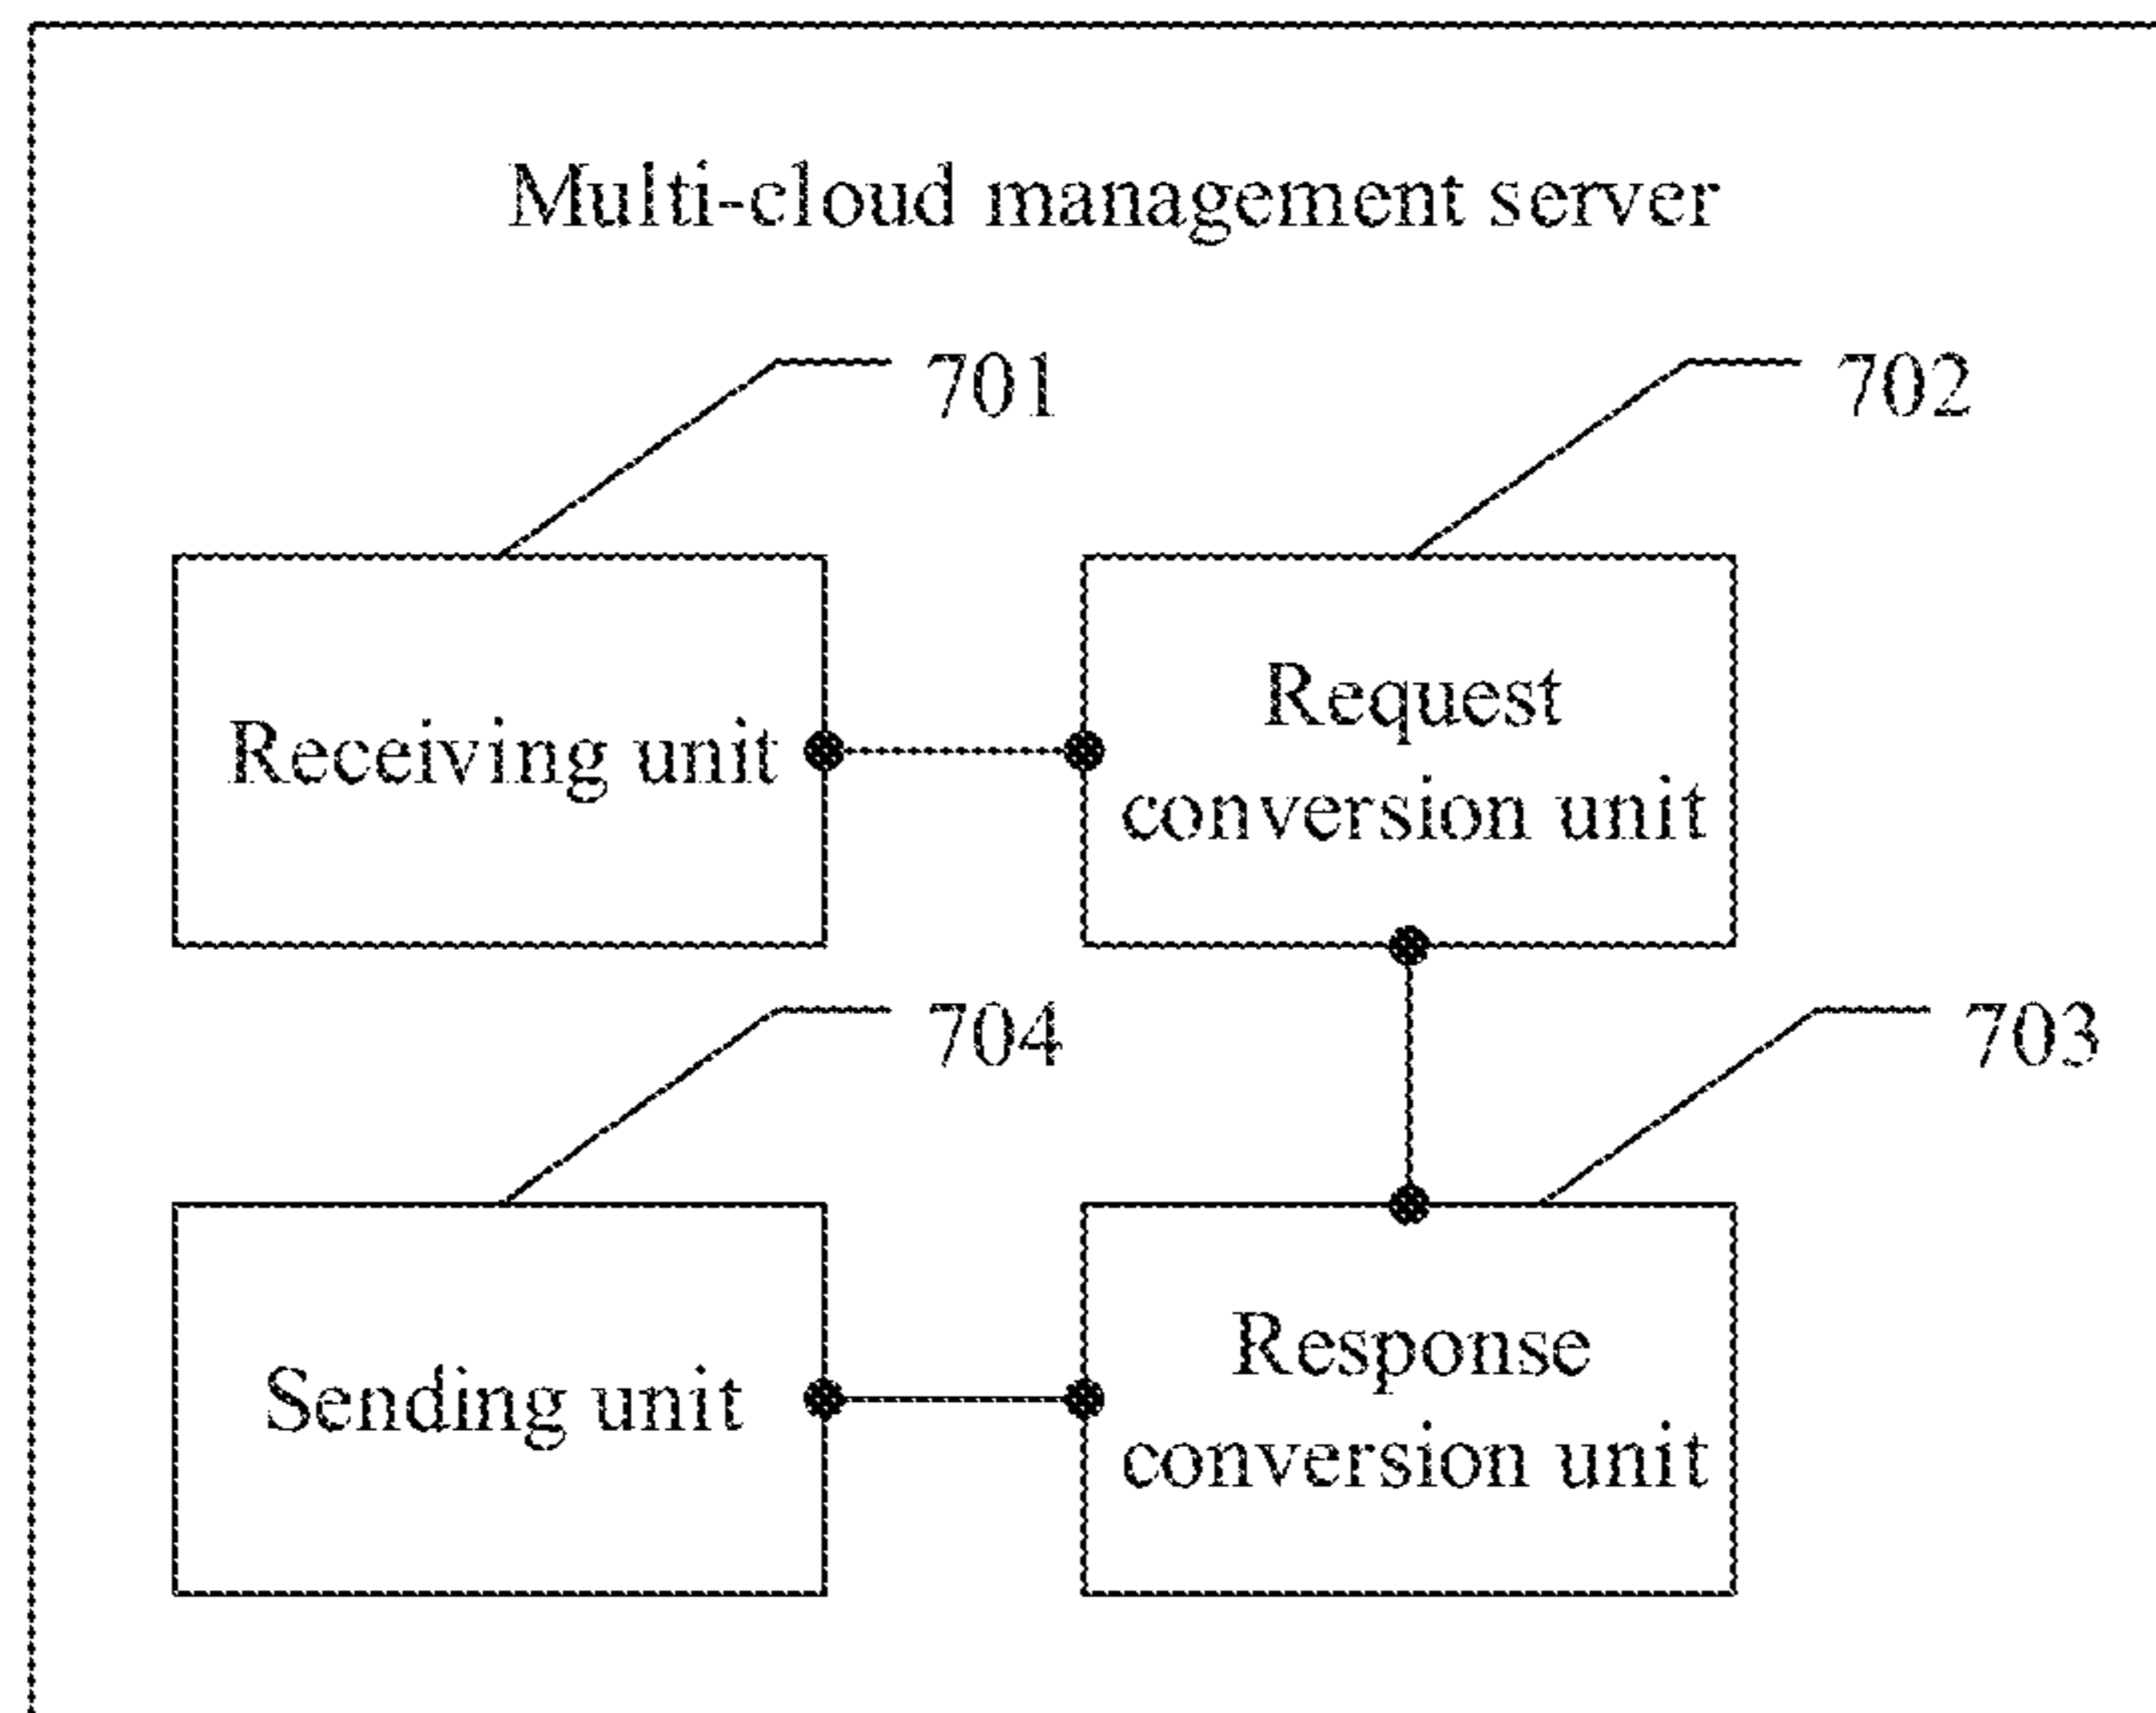 Multi-cloud management server
701
702
Receiving unit
Request
conversion unit
704
703
Sending unit
Response
conversion unit